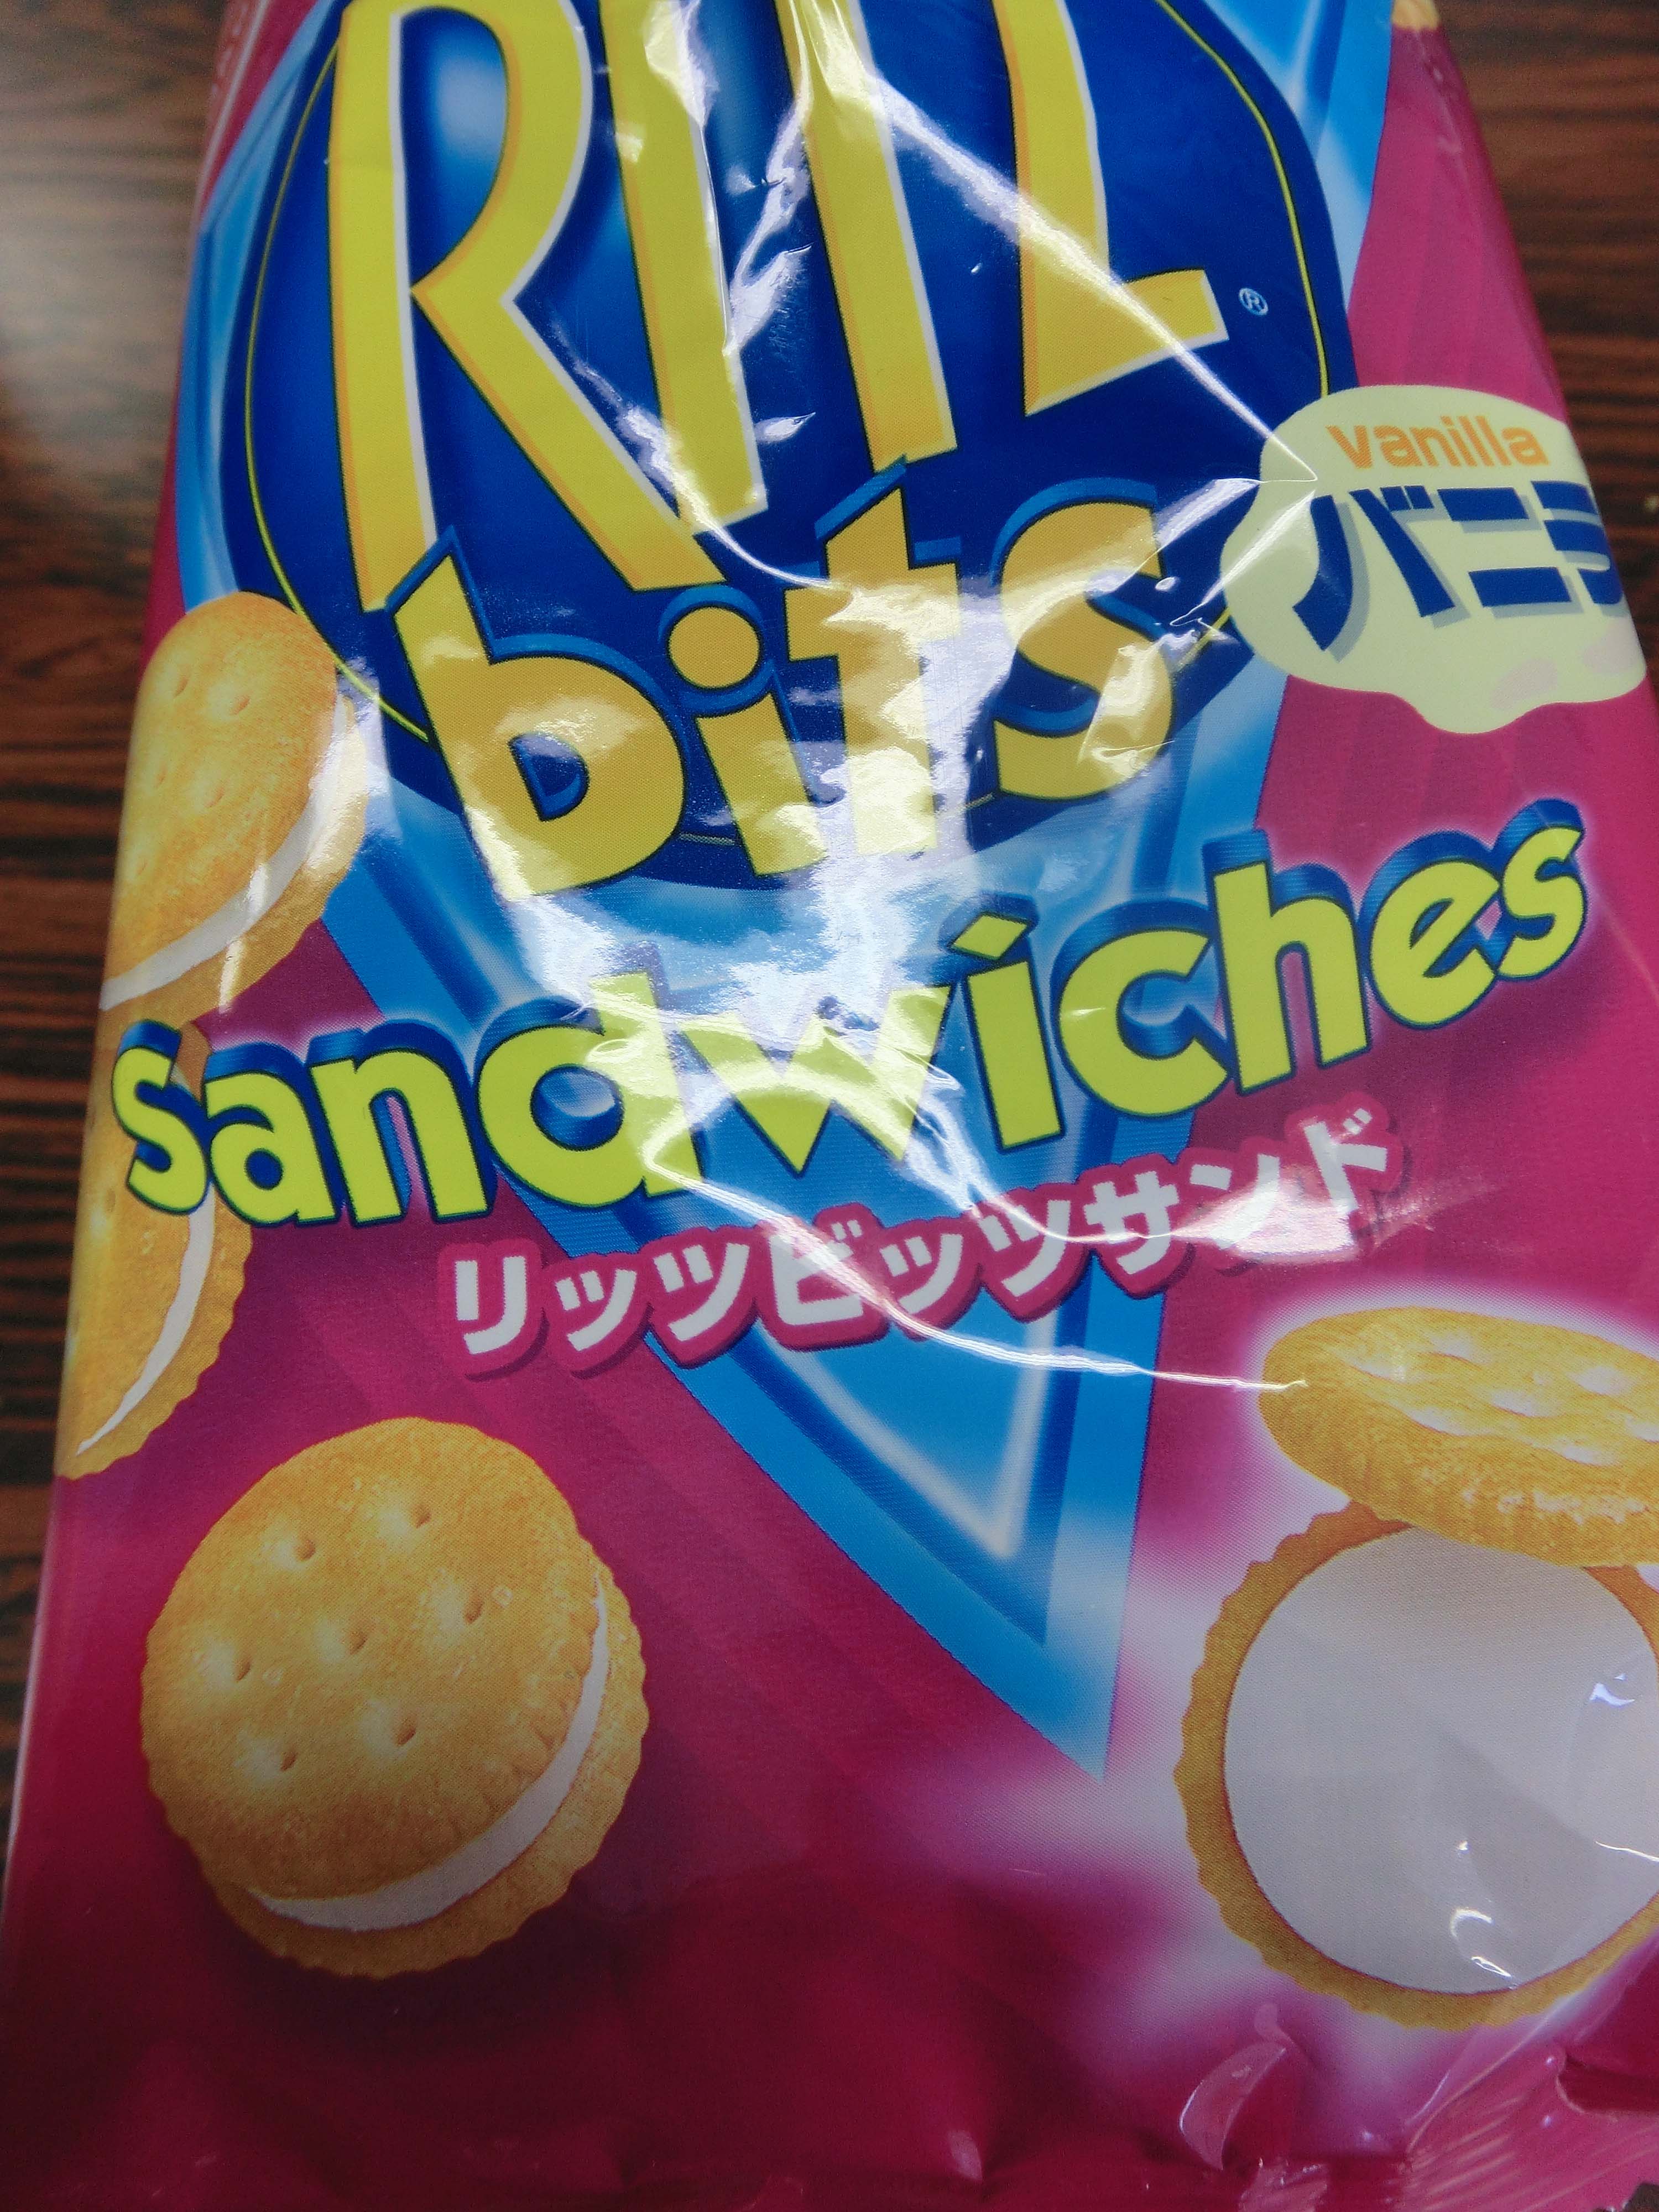 RITZ
®
bits
vanilla
バニラ
Sandwiches
リッツビッツサンド